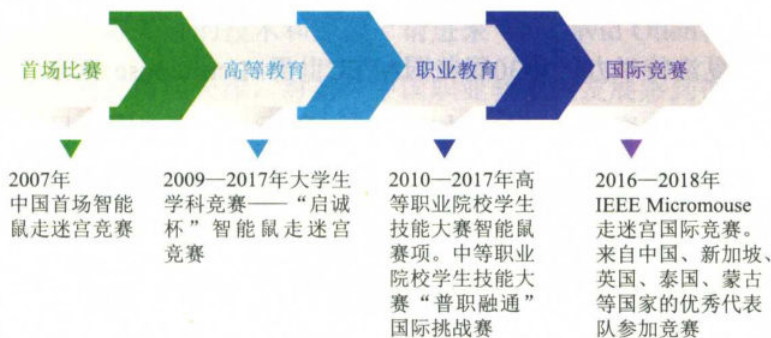 首场比赛
高等教育
职业教育
国际竞赛
2007年
中国首场智能
鼠走迷宫竞赛
2009—2017年大学生
学科竞赛——“启诚
杯”智能鼠走迷宫
竞赛
2010—2017年高
等职业院校学生
技能大赛智能鼠
赛项。中等职业
院校学生技能大
赛“普职融通”
国际挑战赛
2016—2018年
IEEE Micromouse
走迷宫国际竞赛。
来自中国、新加坡、
英国、泰国、蒙古
等国家的优秀代表
队参加竞赛